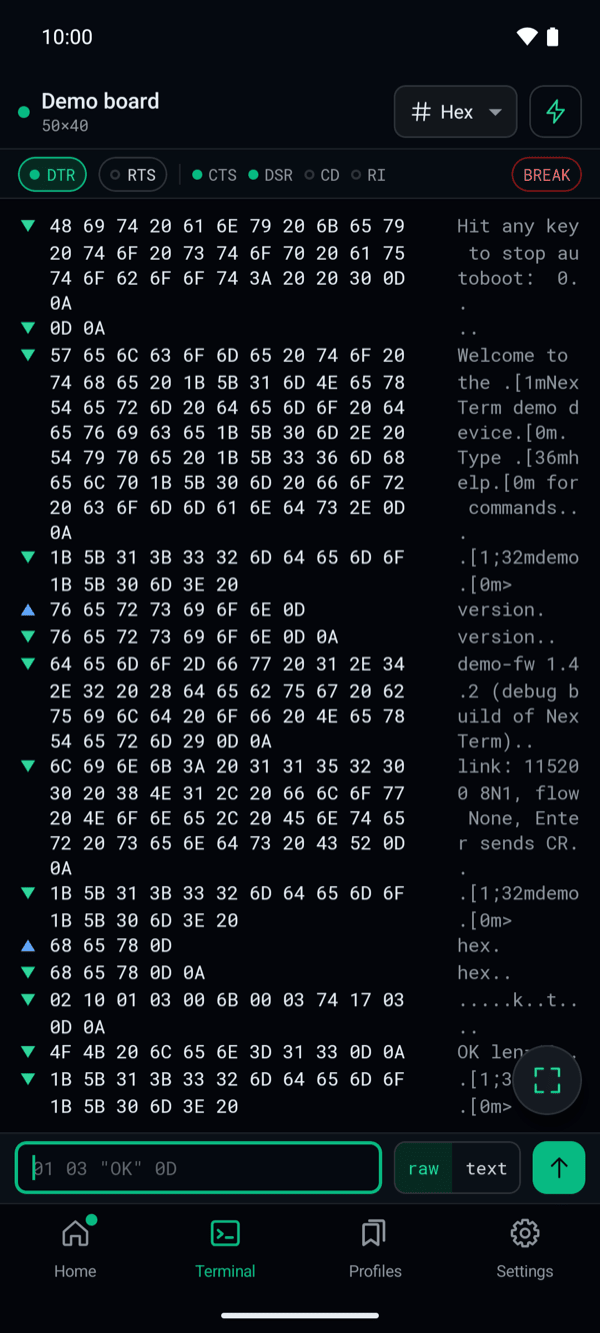 10:00
Demo board
50×40
# Hex
DTR RTS CTS DSR CD RI BREAK
48 69 74 20 61 6E 79 20 6B 65 79 Hit any key
20 74 6F 20 73 74 6F 70 20 61 75 to stop au
74 6F 62 6F 6F 74 3A 20 20 30 0D toboot:  0.
0A .
0D 0A ..
57 65 6C 63 6F 6D 65 20 74 6F 20 Welcome to
74 68 65 20 1B 5B 31 6D 4E 65 78 the .[1mNex
54 65 72 6D 20 64 65 6D 6F 20 64 Term demo d
65 76 69 63 65 1B 5B 30 6D 2E 20 evice.[0m.
54 79 70 65 20 1B 5B 33 36 6D 68 Type .[36mh
65 6C 70 1B 5B 30 6D 20 66 6F 72 elp.[0m for
20 63 6F 6D 6D 61 6E 64 73 2E 0D commands..
0A .
1B 5B 31 3B 33 32 6D 64 65 6D 6F .[1;32mdemo
1B 5B 30 6D 3E 20 .[0m>
76 65 72 73 69 6F 6E 0D version.
76 65 72 73 69 6F 6E 0D 0A version..
64 65 6D 6F 2D 66 77 20 31 2E 34 demo-fw 1.4
2E 32 20 28 64 65 62 75 67 20 62 .2 (debug b
75 69 6C 64 20 6F 66 20 4E 65 78 uild of Nex
54 65 72 6D 29 0D 0A Term)..
6C 69 6E 6B 3A 20 31 31 35 32 30 link: 11520
30 20 38 4E 31 2C 20 66 6C 6F 77 0 8N1, flow
20 4E 6F 6E 65 2C 20 45 6E 74 65 None, Ente
72 20 73 65 6E 64 73 20 43 52 0D r sends CR.
0A .
1B 5B 31 3B 33 32 6D 64 65 6D 6F .[1;32mdemo
1B 5B 30 6D 3E 20 .[0m>
68 65 78 0D hex.
68 65 78 0D 0A hex..
02 10 01 03 00 6B 00 03 74 17 03 .....k..t..
0D 0A ..
4F 4B 20 6C 65 6E 3D 31 33 0D 0A OK len
1B 5B 31 3B 33 32 6D 64 65 6D 6F .[1;3
1B 5B 30 6D 3E 20 .[0m>
01 03 "OK" 0D raw text
Home Terminal Profiles Settings